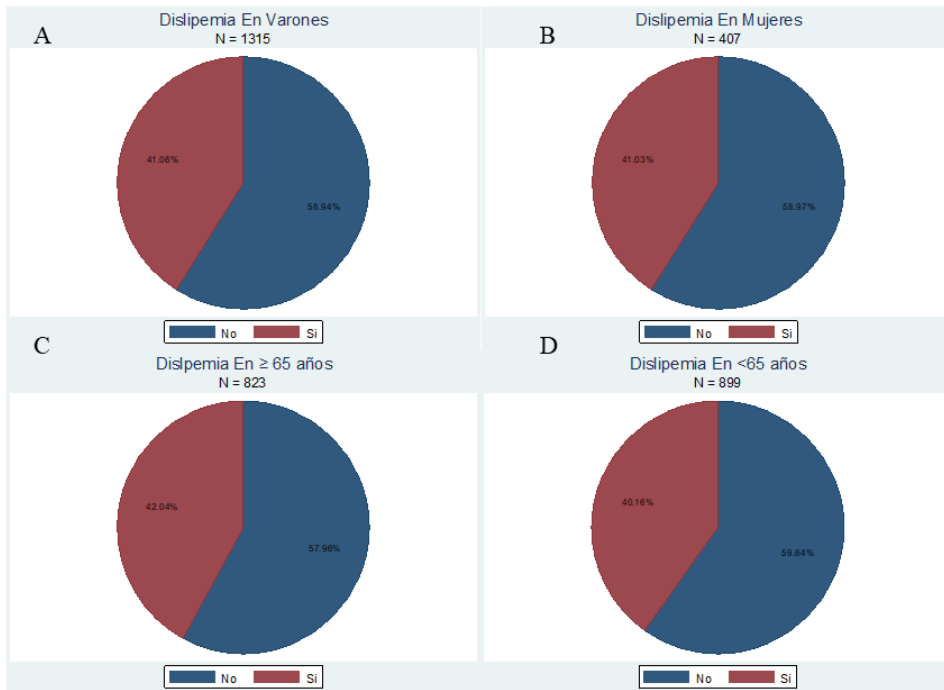 A
Dislipemia En Varones
N = 1315
41.06%
58.94%
No Si
B
Dislipemia En Mujeres
N = 407
41.03%
58.97%
No Si
C
Dislpemia En ≥ 65 años
N = 823
42.04%
57.96%
No Si
D
Dislipemia En <65 años
N = 899
40.16%
59.84%
No Si